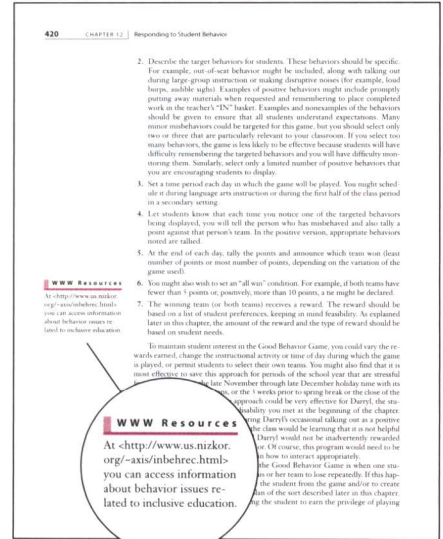 420 CHAPTER 12 Responding to Student Behavior
2. Describe the target behaviors for students. These behaviors should be specific.
For example, out-of-seat behavior might be included, along with talking out
during large-group instruction or making disruptive noises (for example, loud
burps, audible sighs). Examples of positive behaviors might include promptly
putting away materials when requested and remembering to place completed
work in the teacher's "IN" basket. Examples and nonexamples of the behaviors
should be given to ensure that all students understand expectations. Many
minor misbehaviors could be targeted for this game, but you should select only
two or three that are particularly relevant to your classroom. If you select too
many behaviors, the game is less likely to be effective because students will have
difficulty remembering the targeted behaviors and you will have difficulty mon-
itoring them. Similarly, select only a limited number of positive behaviors that
you are encouraging students to display.
3. Set a time period each day in which the game will be played. You might sched-
ule it during language arts instruction or during the first half of the class period
in a secondary setting.
4. Let students know that each time you notice one of the targeted behaviors
being displayed, you will tell the person who has misbehaved and also tally a
point against that person's team. In the positive version, appropriate behaviors
noted are tallied.
5. At the end of each day, tally the points and announce which team won (least
number of points or most number of points, depending on the variation of the
game used).
6. You might also wish to set an "all win" condition. For example, if both teams have
fewer than 5 points or, positively, more than 10 points, a tie might be declared.
7. The winning team (or both teams) receives a reward. The reward should be
based on a list of student preferences, keeping in mind feasibility. As explained
later in this chapter, the amount of the reward and the type of reward should be
based on student needs.
WWW Resources
At <http://www.us.nizkor.
org/~axis/inbehrec.html>
you can access information
about behavior issues re-
lated to inclusive education.
To maintain student interest in the Good Behavior Game, you could vary the re-
wards earned, change the instructional activity or time of day during which the game
is played, or permit students to select their own teams. You might also find that it is
most effective to save this approach for periods of the school year that are stressful
the late November through late December holiday time with its
or the 3 weeks prior to spring break or the close of the
approach could be very effective for Darryl, the stu-
disability you met at the beginning of the chapter.
ring Darryl's occasional talking out as a positive
the class would be learning that it is not helpful
Darryl would not be inadvertently rewarded
or. Of course, this program would need to be
n how to interact appropriately.
the Good Behavior Game is when one stu-
is or her team to lose repeatedly. If this hap-
the student from the game and/or to create
lan of the sort described later in this chapter.
ng the student to earn the privilege of playing
WWW Resources
At <http://www.us.nizkor.
org/~axis/inbehrec.html>
you can access information
about behavior issues re-
lated to inclusive education.